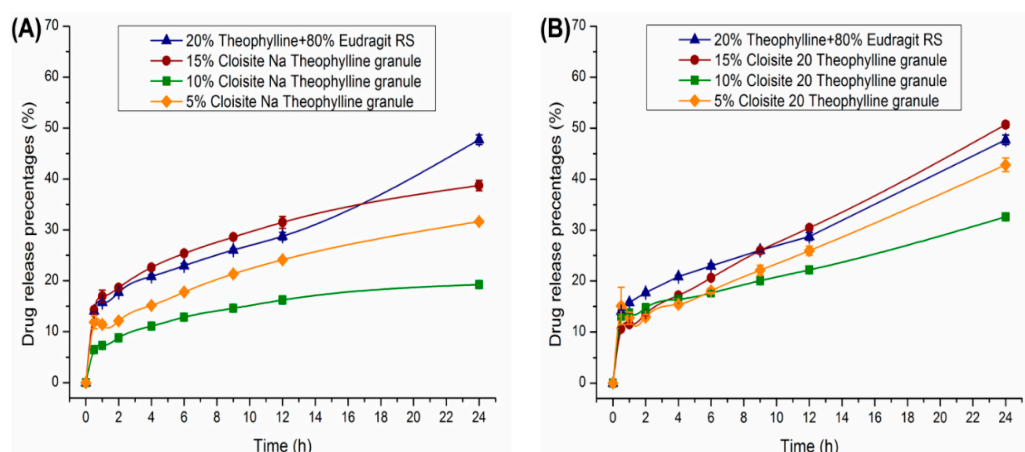 (A)
20% Theophylline+80% Eudragit RS
15% Cloisite Na Theophylline granule
10% Cloisite Na Theophylline granule
5% Cloisite Na Theophylline granule
Drug release precentages (%)
70
60
50
40
30
20
10
0
0 2 4 6 8 10 12 14 16 18 20 22 24
Time (h)
(B)
20% Theophylline+80% Eudragit RS
15% Cloisite 20 Theophylline granule
10% Cloisite 20 Theophylline granule
5% Cloisite 20 Theophylline granule
Drug release precentages (%)
70
60
50
40
30
20
10
0
0 2 4 6 8 10 12 14 16 18 20 22 24
Time (h)